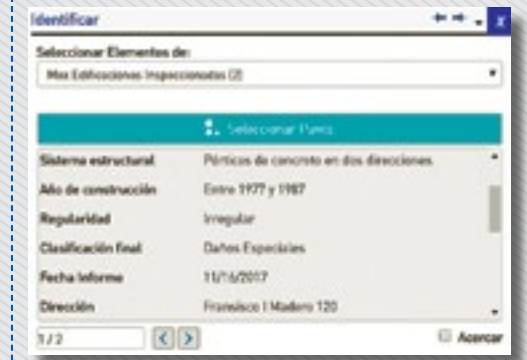 Identificar
X
Seleccionar Elementos de:
Mex Edificaciones Inspeccionadas (2)
Seleccionar
Sistema estructural Pórticos de concreto en dos direcciones
Año de construcción Entre 1977 y 1987
Regularidad Irregular
Clasificación final Daños Especiales
Fecha Informe 11/16/2017
Dirección Fransisco I Madero 120
1/2
< >
Acercar